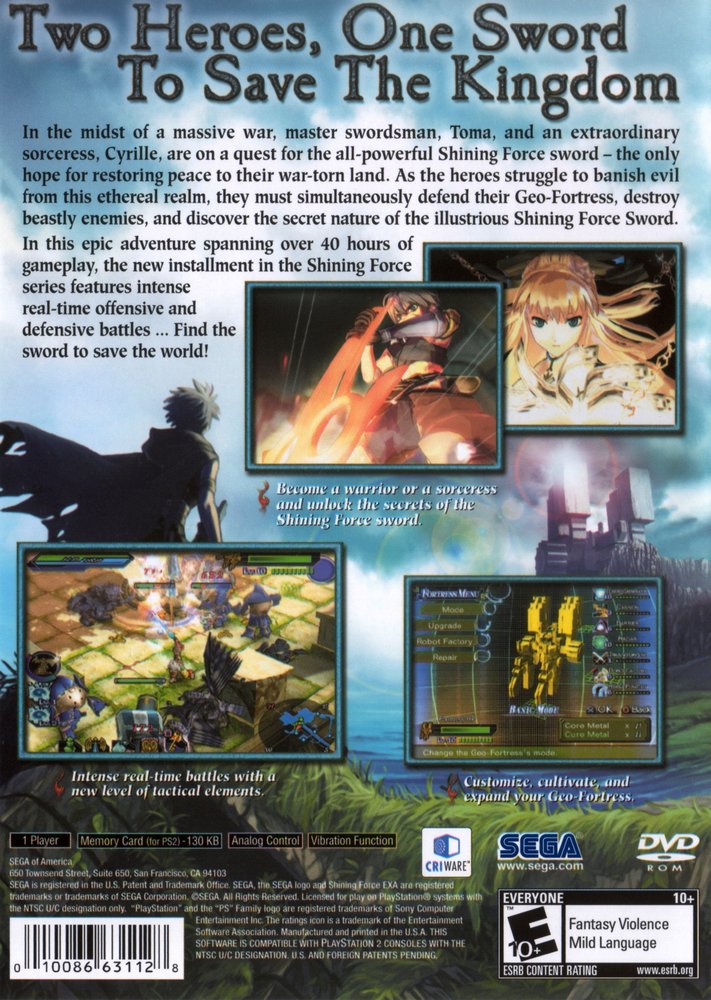 Two Heroes, One Sword
To Save The Kingdom
In the midst of a massive war, master swordsman, Toma, and an extraordinary
sorceress, Cyrille, are on a quest for the all-powerful Shining Force sword – the only
hope for restoring peace to their war-torn land. As the heroes struggle to banish evil
from this ethereal realm, they must simultaneously defend their Geo-Fortress, destroy
beastly enemies, and discover the secret nature of the illustrious Shining Force Sword.
In this epic adventure spanning over 40 hours of
gameplay, the new installment in the Shining Force
series features intense
real-time offensive and
defensive battles ... Find the
sword to save the world!
Become a warrior or a sorceress
and unlock the secrets of the
Shining Force sword.
Fortress Menu
Mode
Upgrade
Robot Factory
Repair
Basic Mode
OK
Back
Core Metal x
Core Metal x
Change the Geo-Fortress's mode.
Intense real-time battles with a
new level of tactical elements.
Customize, cultivate, and
expand your Geo-Fortress.
1 Player
Memory Card (for PS2) -130 KB
Analog Control
Vibration Function
CRIWARE™
SEGA®
www.sega.com
DVD
ROM
SEGA of America
650 Townsend Street, Suite 650, San Francisco, CA 94103
SEGA is registered in the U.S. Patent and Trademark Office. SEGA, the SEGA logo and Shining Force EXA are registered
trademarks or trademarks of SEGA Corporation. ©SEGA. All Rights Reserved. Licensed for play on PlayStation® systems with
the NTSC U/C designation only. "PlayStation" and the "PS" Family logo are registered trademarks of Sony Computer
Entertainment Inc. The ratings icon is a trademark of the Entertainment
Software Association. Manufactured and printed in the U.S.A. THIS
SOFTWARE IS COMPATIBLE WITH PLAYSTATION 2 CONSOLES WITH THE
NTSC U/C DESIGNATION. U.S. AND FOREIGN PATENTS PENDING.
0 10086 63112 8
EVERYONE 10+
E
10+
Fantasy Violence
Mild Language
ESRB CONTENT RATING www.esrb.org